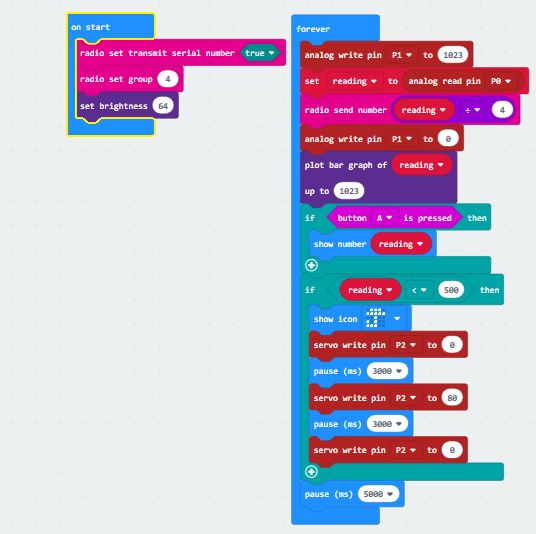 on start
radio set transmit serial number true
radio set group 4
set brightness 64
forever
analog write pin P1 to 1023
set reading to analog read pin P0
radio send number reading ÷ 4
analog write pin P1 to 0
plot bar graph of reading
up to 1023
if button A is pressed then
show number reading
if reading < 500 then
show icon
servo write pin P2 to 0
pause (ms) 3000
servo write pin P2 to 80
pause (ms) 3000
servo write pin P2 to 0
pause (ms) 5000